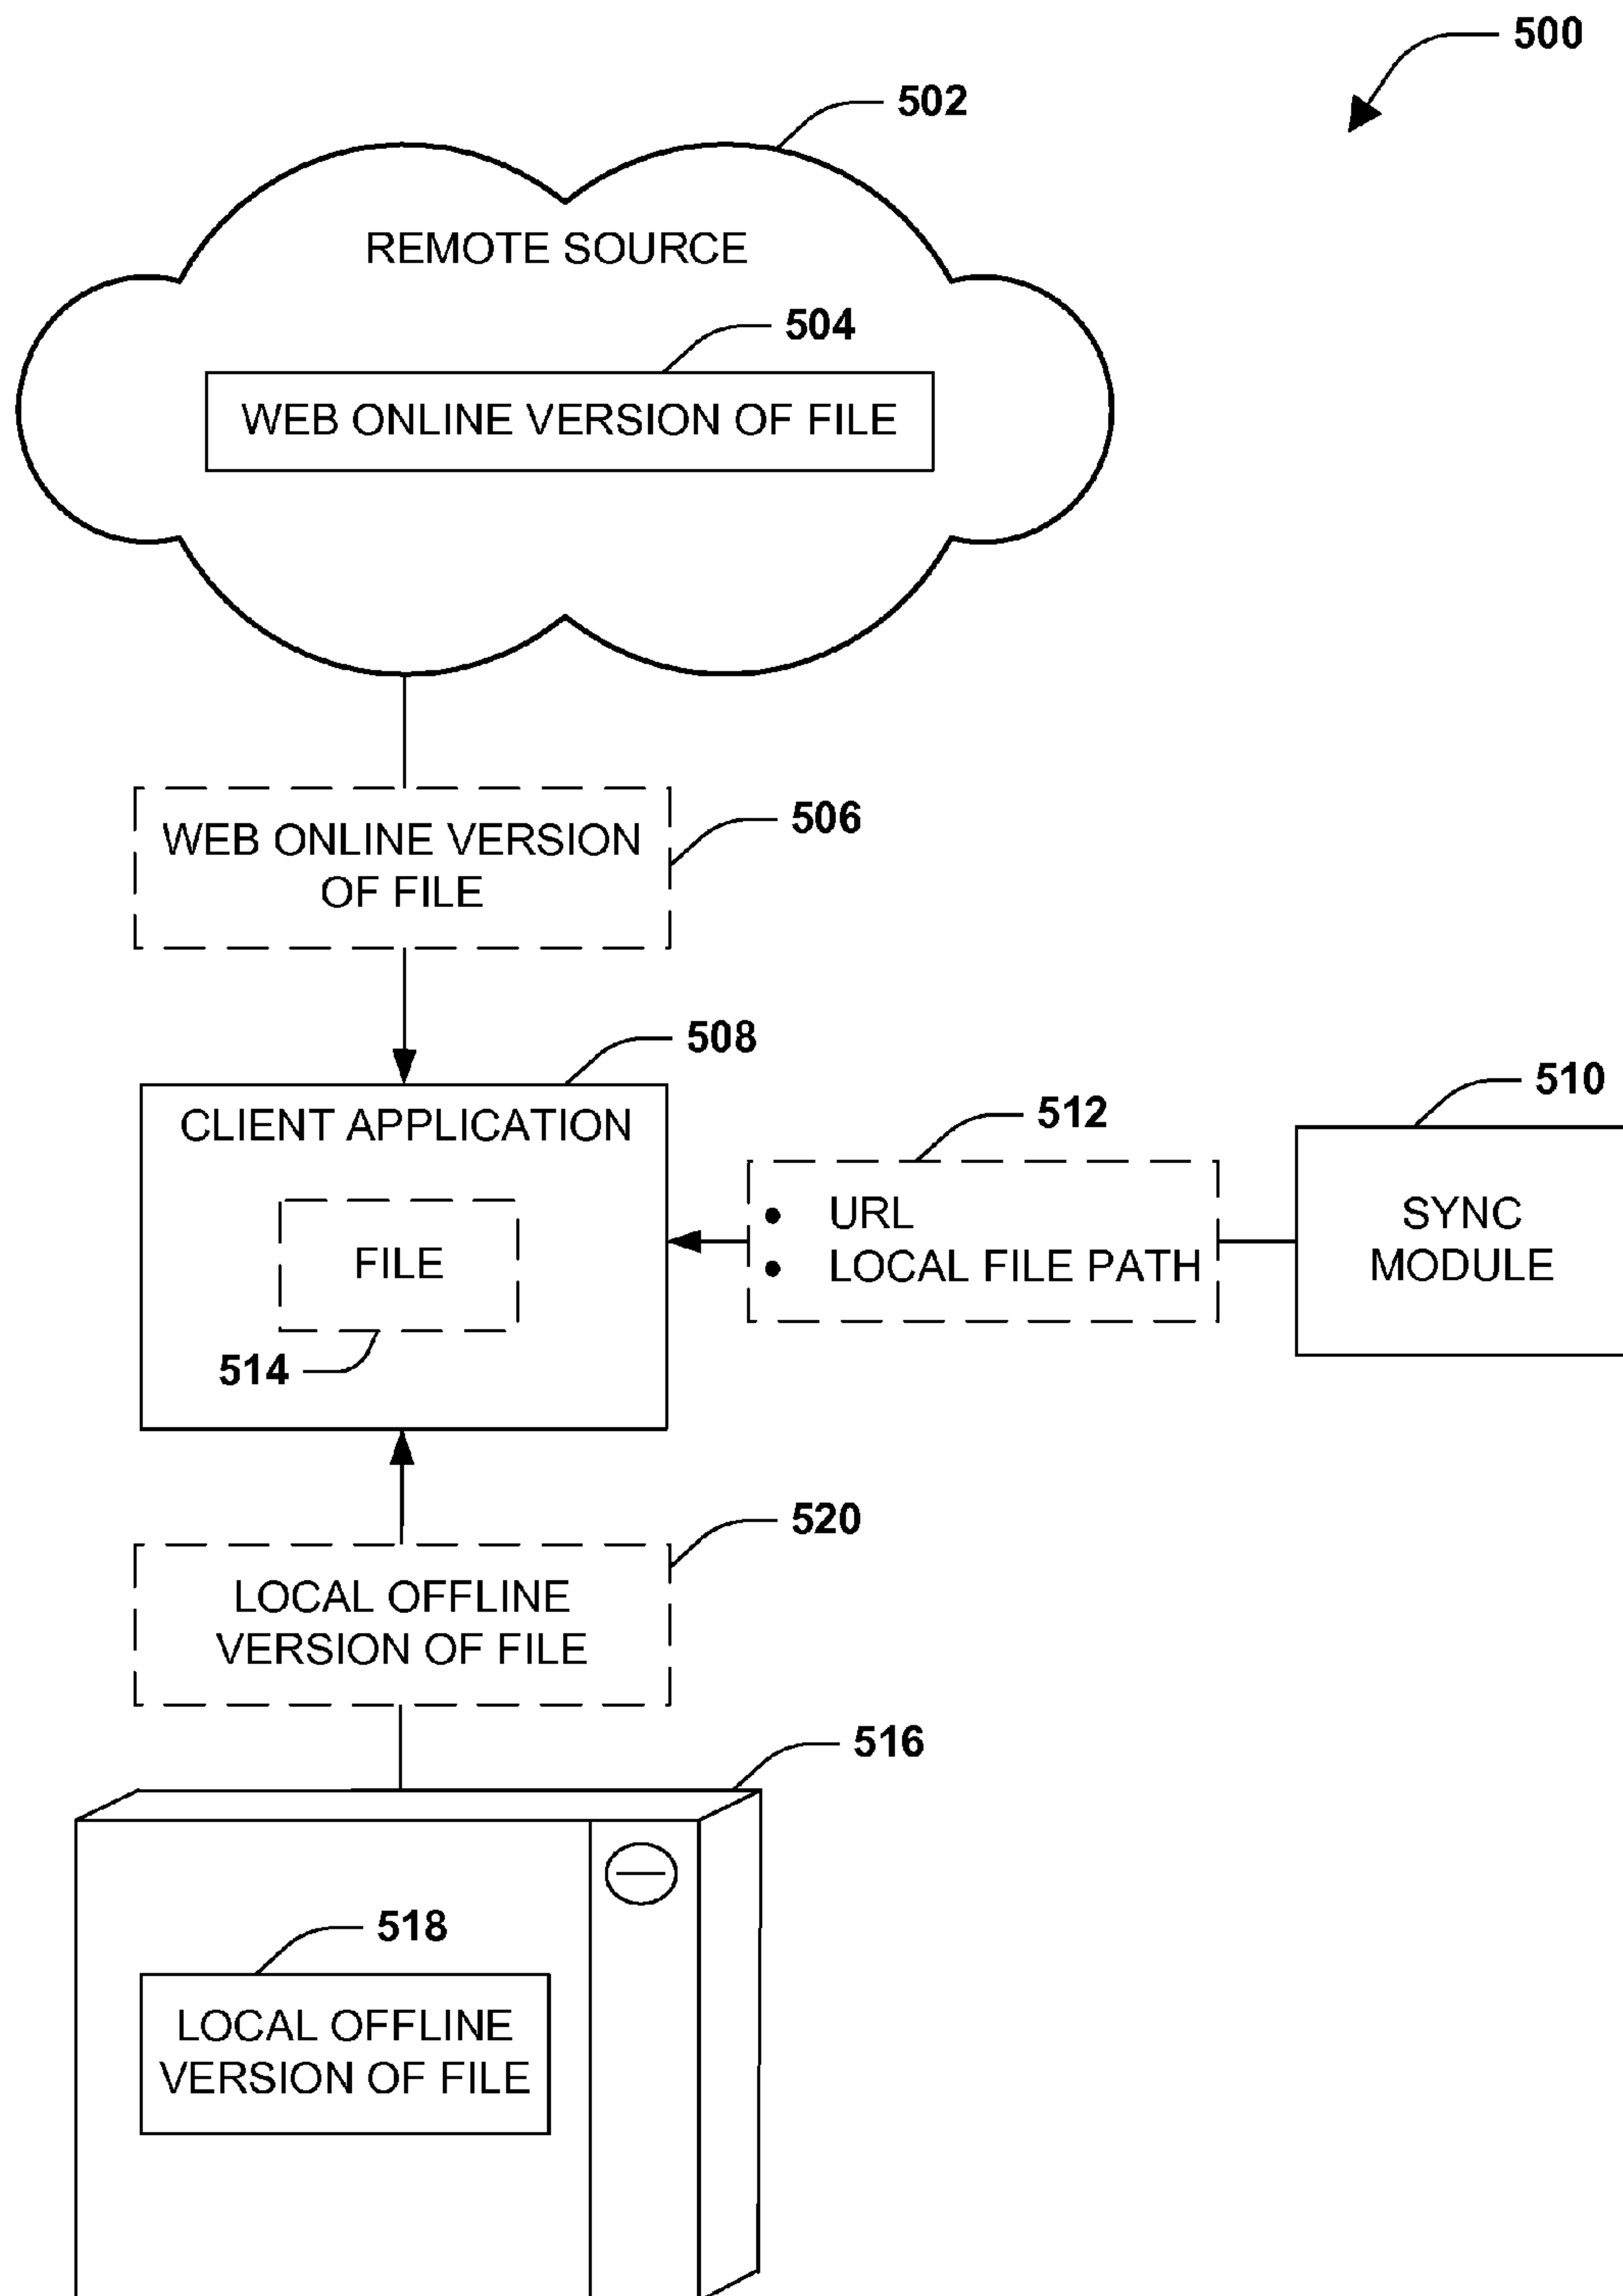 500
502
REMOTE SOURCE
504
WEB ONLINE VERSION OF FILE
506
WEB ONLINE VERSION
OF FILE
508
CLIENT APPLICATION
510
512
• URL
• LOCAL FILE PATH
SYNC
MODULE
FILE
514
520
LOCAL OFFLINE
VERSION OF FILE
516
518
LOCAL OFFLINE
VERSION OF FILE